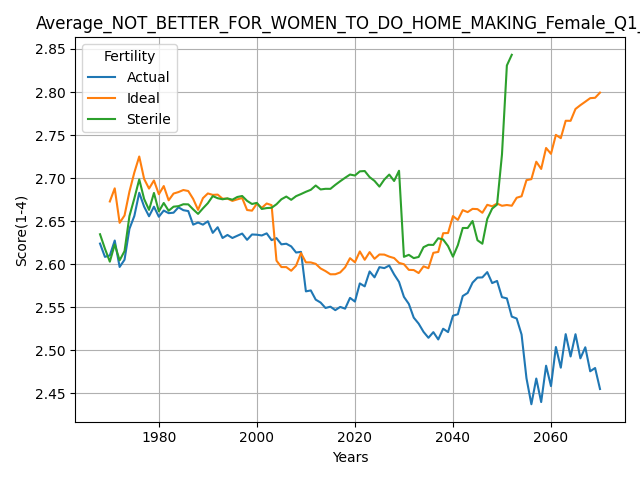 Average_NOT_BETTER_FOR_WOMEN_TO_DO_HOME_MAKING_Female_Q1_
Fertility
Actual
Ideal
Sterile
Score(1-4)
2.85
2.80
2.75
2.70
2.65
2.60
2.55
2.50
2.45
1980 2000 2020 2040 2060
Years